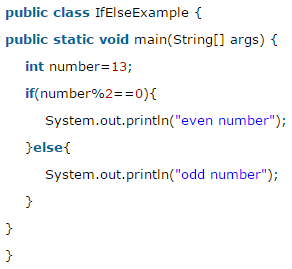 public class IfElseExample {
public static void main(String[] args) {
int number=13;
if(number%2==0){
System.out.println("even number");
}else{
System.out.println("odd number");
}
}
}